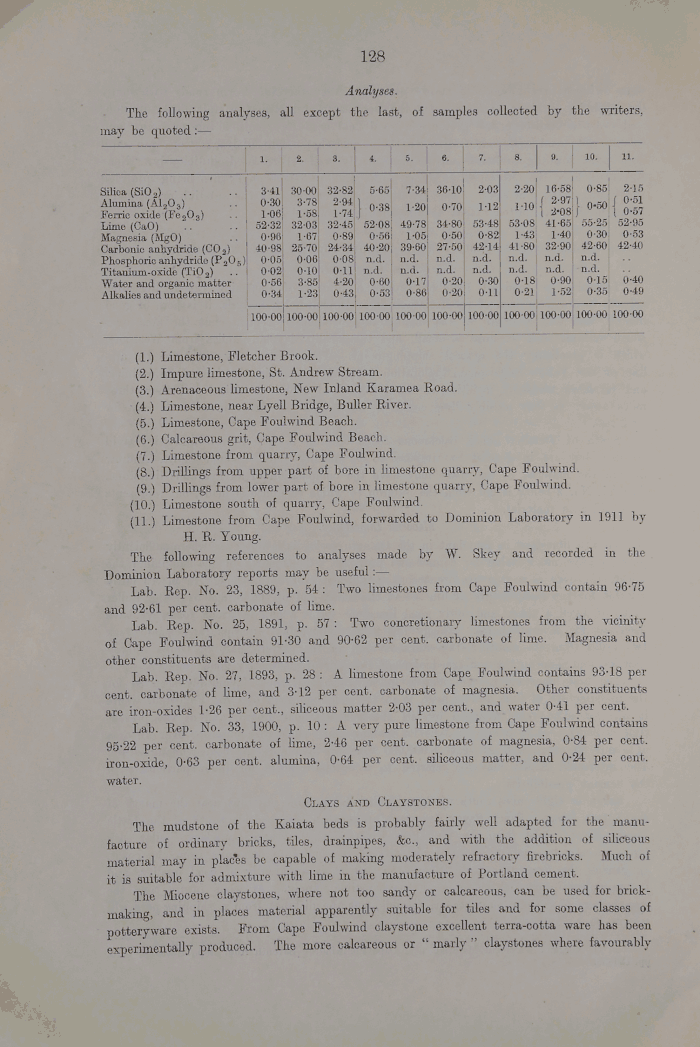 128
Analyses.
The following analyses, all except the last, of samples collected by the writers,
may be quoted :—
— 1. 2. 3. 4. 5. 6. 7. 8. 9. 10. 11.
Silica (SiO2) .. .. 3·41 30·00 32·82 5·65 7·34 36·10 2·03 2·20 16·58 0·85 2·15
Alumina (Al2O3) .. 0·30 3·78 2·94 } 0·38 1·20 0·70 1·12 1·10 { 2·97 } 0·50 { 0·51
Ferric oxide (Fe2O3) .. 1·06 1·58 1·74 2·08 0·57
Lime (CaO) .. .. 52·32 32·03 32·45 52·08 49·78 34·80 53·48 53·08 41·65 55·25 52·95
Magnesia (MgO) .. 0·96 1·67 0·89 0·56 1·05 0·50 0·82 1·43 1·40 0·30 0·53
Carbonic anhydride (CO2) 40·98 25·70 24·34 40·20 39·60 27·50 42·14 41·80 32·90 42·60 42·40
Phosphoric anhydride (P2O5) 0·05 0·06 0·08 n.d. n.d. n.d. n.d. n.d. n.d. n.d. ..
Titanium-oxide (TiO2) .. 0·02 0·10 0·11 n.d. n.d. n.d. n.d. n.d. n.d. n.d. ..
Water and organic matter 0·56 3·85 4·20 0·60 0·17 0·20 0·30 0·18 0·90 0·15 0·40
Alkalies and undetermined 0·34 1·23 0·43 0·53 0·86 0·20 0·11 0·21 1·52 0·35 0·49
100·00 100·00 100·00 100·00 100·00 100·00 100·00 100·00 100·00 100·00 100·00
(1.) Limestone, Fletcher Brook.
(2.) Impure limestone, St. Andrew Stream.
(3.) Arenaceous limestone, New Inland Karamea Road.
(4.) Limestone, near Lyell Bridge, Buller River.
(5.) Limestone, Cape Foulwind Beach.
(6.) Calcareous grit, Cape Foulwind Beach.
(7.) Limestone from quarry, Cape Foulwind.
(8.) Drillings from upper part of bore in limestone quarry, Cape Foulwind.
(9.) Drillings from lower part of bore in limestone quarry, Cape Foulwind.
(10.) Limestone south of quarry, Cape Foulwind.
(11.) Limestone from Cape Foulwind, forwarded to Dominion Laboratory in 1911 by
H. R. Young.
The following references to analyses made by W. Skey and recorded in the
Dominion Laboratory reports may be useful :—
Lab. Rep. No. 23, 1889, p. 54 : Two limestones from Cape Foulwind contain 96·75
and 92·61 per cent. carbonate of lime.
Lab. Rep. No. 25, 1891, p. 57 : Two concretionary limestones from the vicinity
of Cape Foulwind contain 91·30 and 90·62 per cent. carbonate of lime. Magnesia and
other constituents are determined.
Lab. Rep. No. 27, 1893, p. 28 : A limestone from Cape Foulwind contains 93·18 per
cent. carbonate of lime, and 3·12 per cent. carbonate of magnesia. Other constituents
are iron-oxides 1·26 per cent., siliceous matter 2·03 per cent., and water 0·41 per cent.
Lab. Rep. No. 33, 1900, p. 10 : A very pure limestone from Cape Foulwind contains
95·22 per cent. carbonate of lime, 2·46 per cent. carbonate of magnesia, 0·84 per cent.
iron-oxide, 0·63 per cent. alumina, 0·64 per cent. siliceous matter, and 0·24 per cent.
water.
Clays and Claystones.
The mudstone of the Kaiata beds is probably fairly well adapted for the manu-
facture of ordinary bricks, tiles, drainpipes, &c., and with the addition of siliceous
material may in places be capable of making moderately refractory firebricks. Much of
it is suitable for admixture with lime in the manufacture of Portland cement.
The Miocene claystones, where not too sandy or calcareous, can be used for brick-
making, and in places material apparently suitable for tiles and for some classes of
potteryware exists. From Cape Foulwind claystone excellent terra-cotta ware has been
experimentally produced. The more calcareous or “ marly ” claystones where favourably